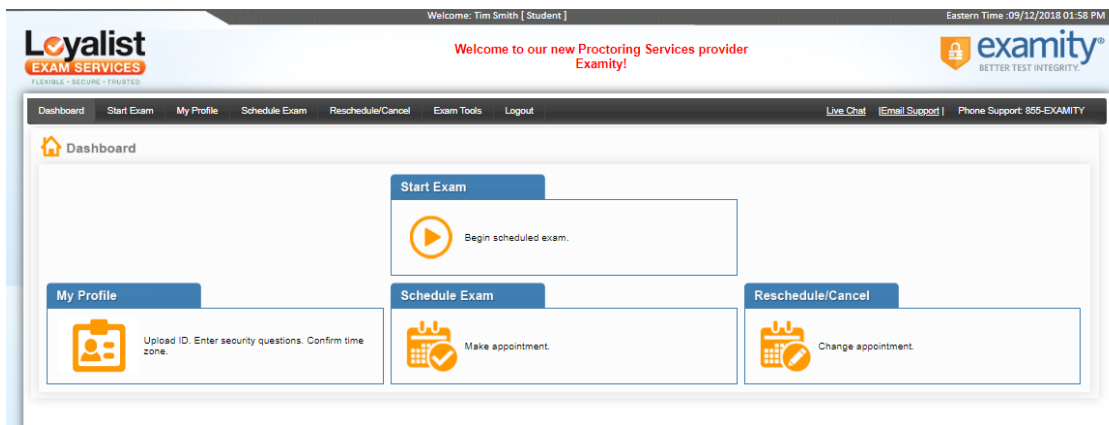 Welcome: Tim Smith [ Student ]
Eastern Time :09/12/2018 01:58 PM
Loyalist
EXAM SERVICES
FLEXIBLE - SECURE - TRUSTED
Welcome to our new Proctoring Services provider
Examity!
examity®
BETTER TEST INTEGRITY.
Dashboard Start Exam My Profile Schedule Exam Reschedule/Cancel Exam Tools Logout Live Chat |Email Support| Phone Support: 855-EXAMITY
Dashboard
Start Exam
Begin scheduled exam.
My Profile
Upload ID. Enter security questions. Confirm time
zone.
Schedule Exam
Make appointment.
Reschedule/Cancel
Change appointment.